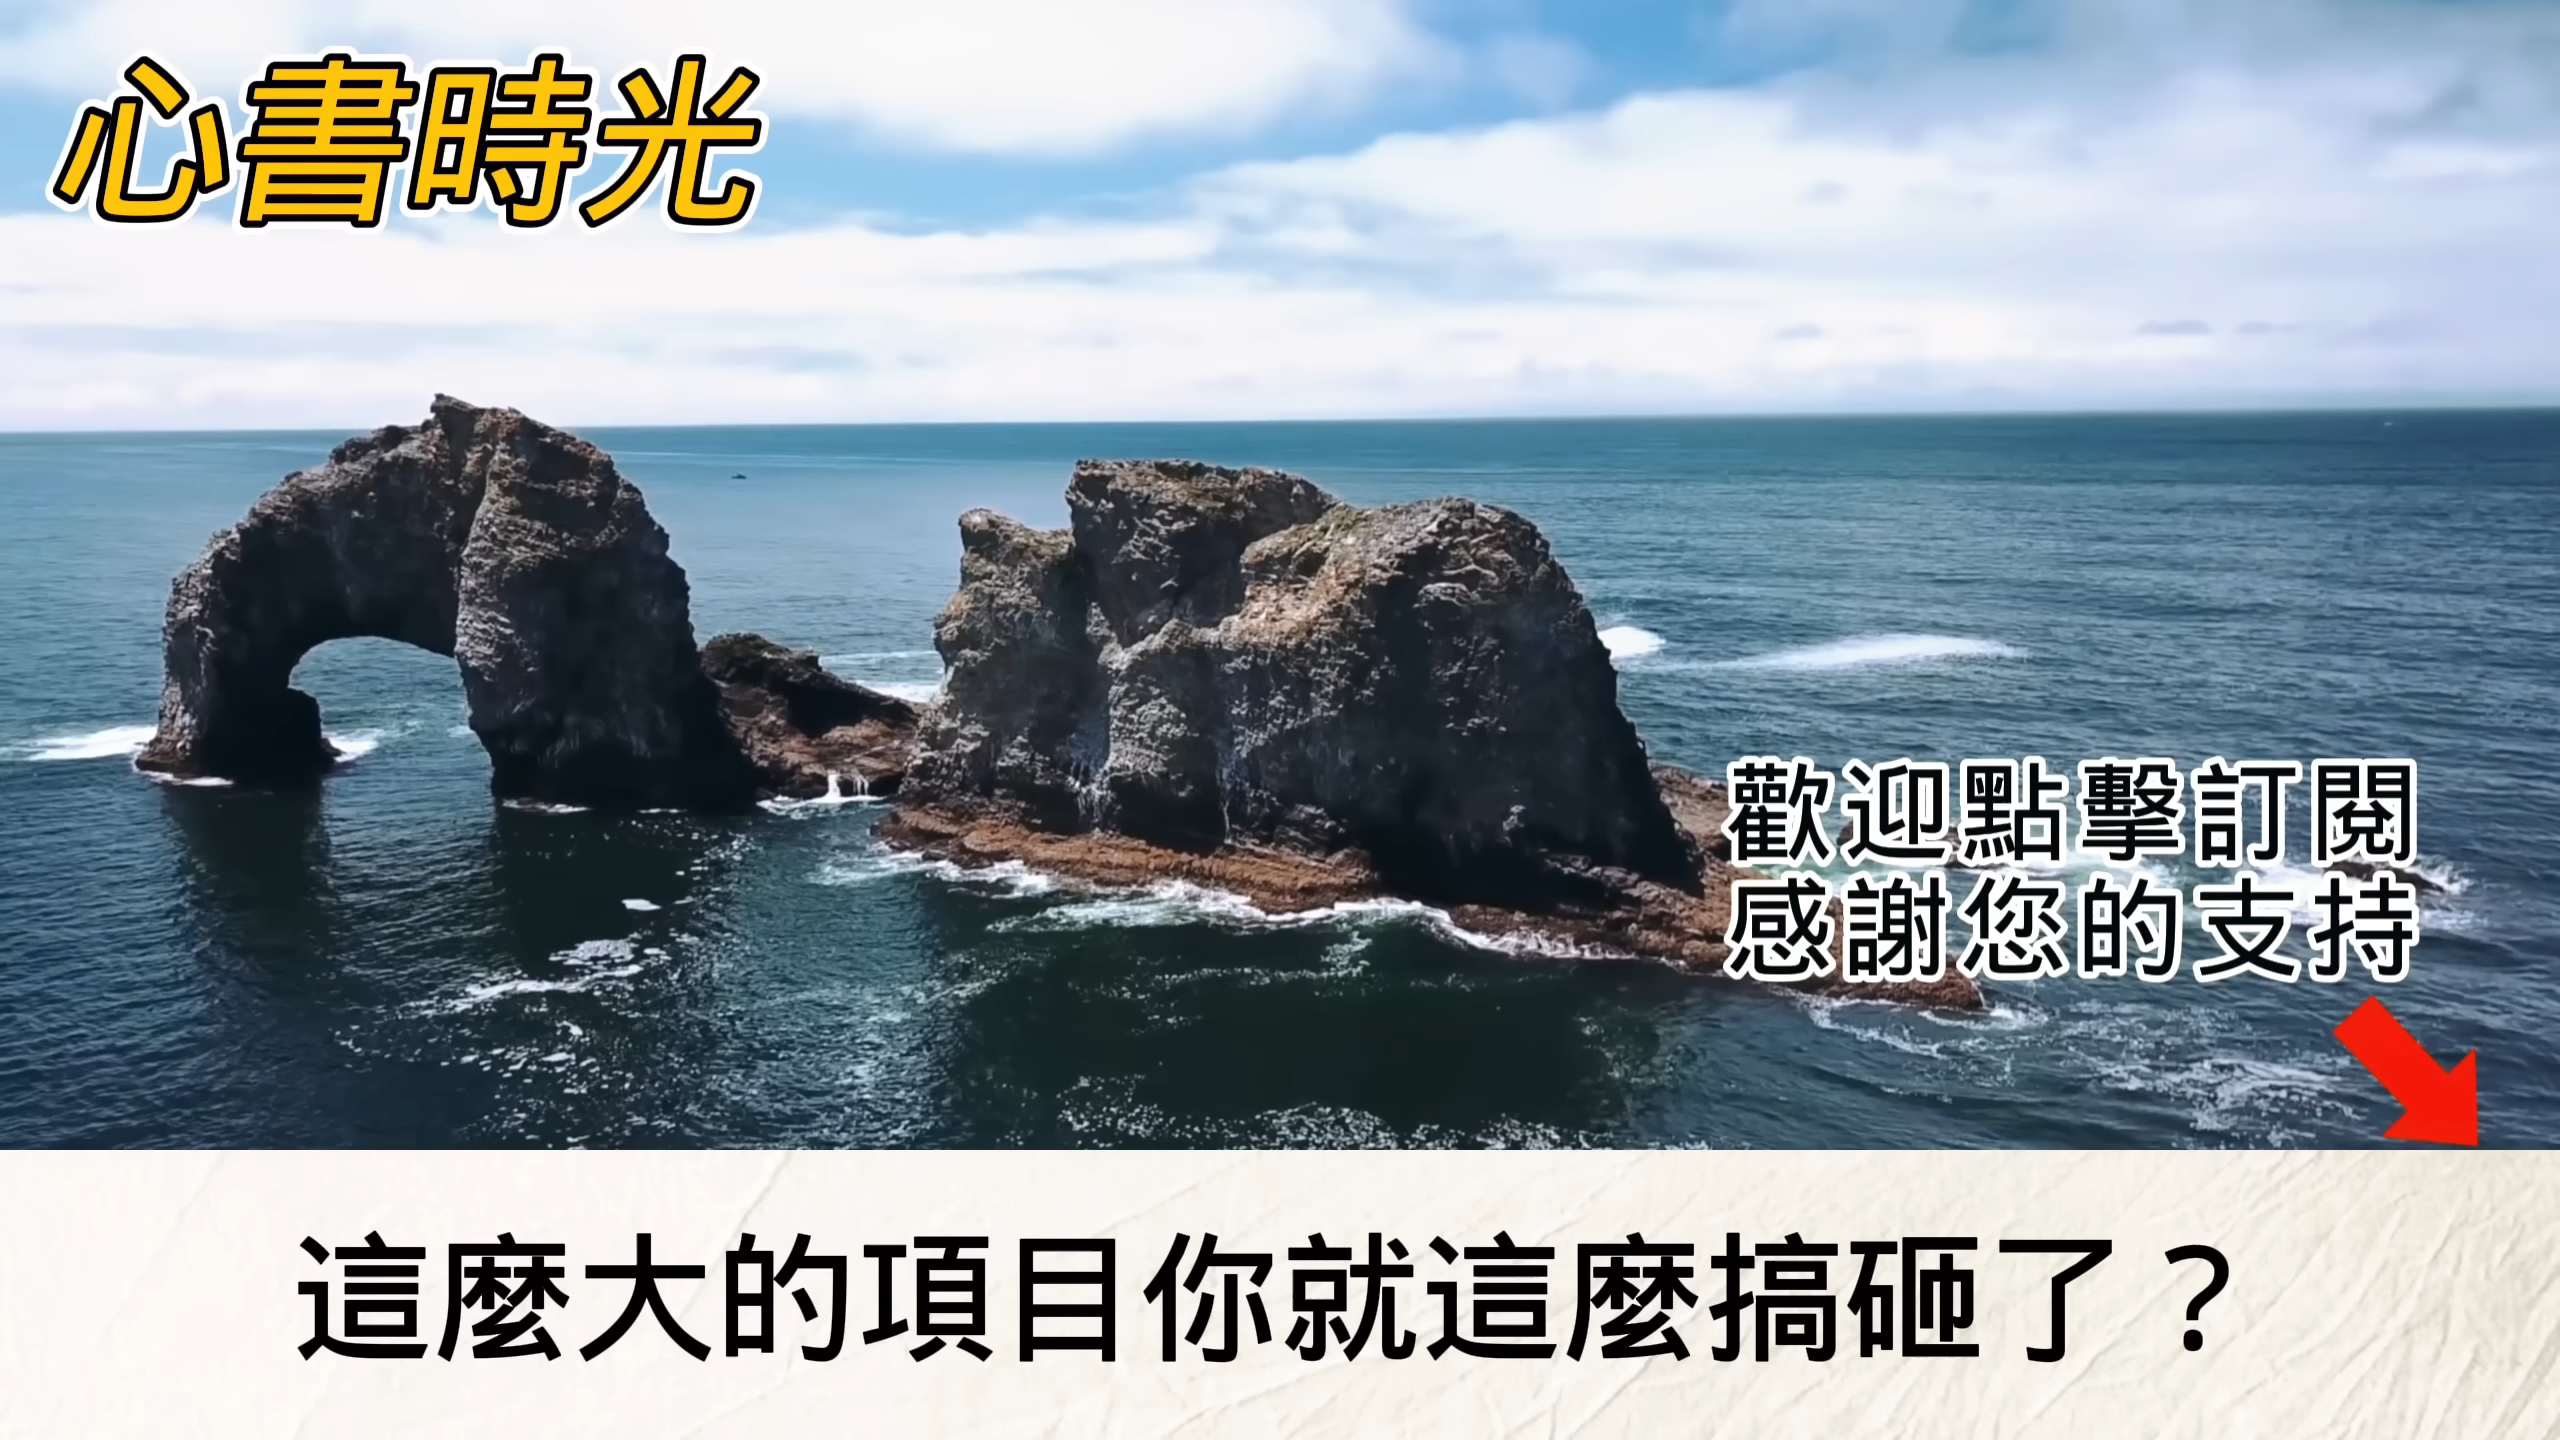 心書時光
歡迎點擊訂閱
感謝您的支持
這麼大的項目你就這麼搞砸了？